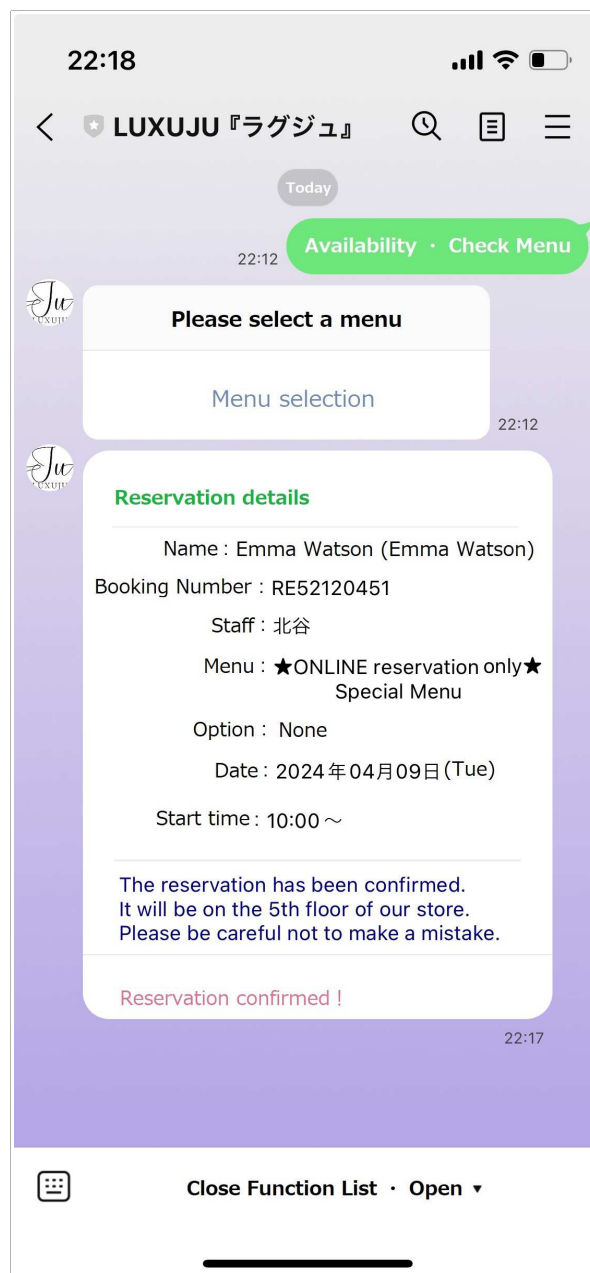 22:18
LUXUJU『ラグジュ』
Today
Availability ・ Check Menu
22:12
Ju
LUXUJU
Please select a menu
Menu selection
22:12
Ju
LUXUJU
Reservation details
Name : Emma Watson (Emma Watson)
Booking Number : RE52120451
Staff : 北谷
Menu : ★ONLINE reservation only★
Special Menu
Option : None
Date : 2024年04月09日(Tue)
Start time : 10:00～
The reservation has been confirmed.
It will be on the 5th floor of our store.
Please be careful not to make a mistake.
Reservation confirmed !
22:17
Close Function List ・ Open ▼